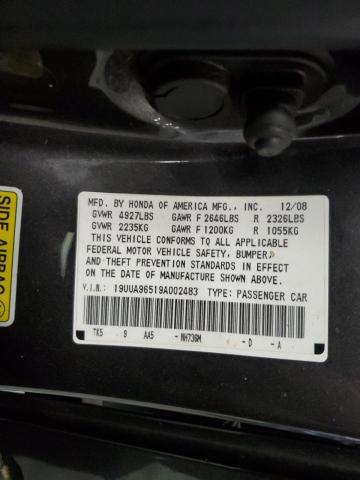 MFD. BY HONDA OF AMERICA MFG., INC. 12/08
GVWR 4927LBS GAWR F 2646LBS R 2326LBS
GVWR 2235KG GAWR F 1200KG R 1055KG
THIS VEHICLE CONFORMS TO ALL APPLICABLE
FEDERAL MOTOR VEHICLE SAFETY, BUMPER,
AND THEFT PREVENTION STANDARDS IN EFFECT
ON THE DATE OF MANUFACTURE SHOWN ABOVE.
V.I.N.: 19UUA96519A002483 TYPE: PASSENGER CAR
TK5 9 AA5 -NH736M -D -A
SIDE AIRBAG